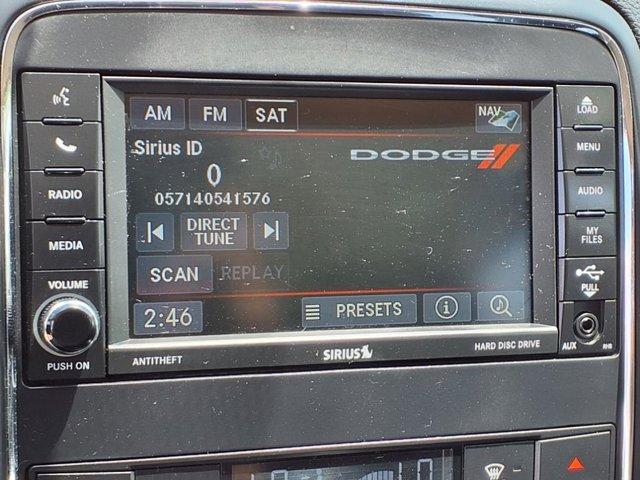 AM FM SAT NAV
Sirius ID
0
DODGE
057140541576
DIRECT
TUNE
SCAN REPLAY
2:46 PRESETS
RADIO
MEDIA
VOLUME
PUSH ON
LOAD
MENU
AUDIO
MY
FILES
PULL
AUX RHB
ANTITHEFT SIRIUS HARD DISC DRIVE